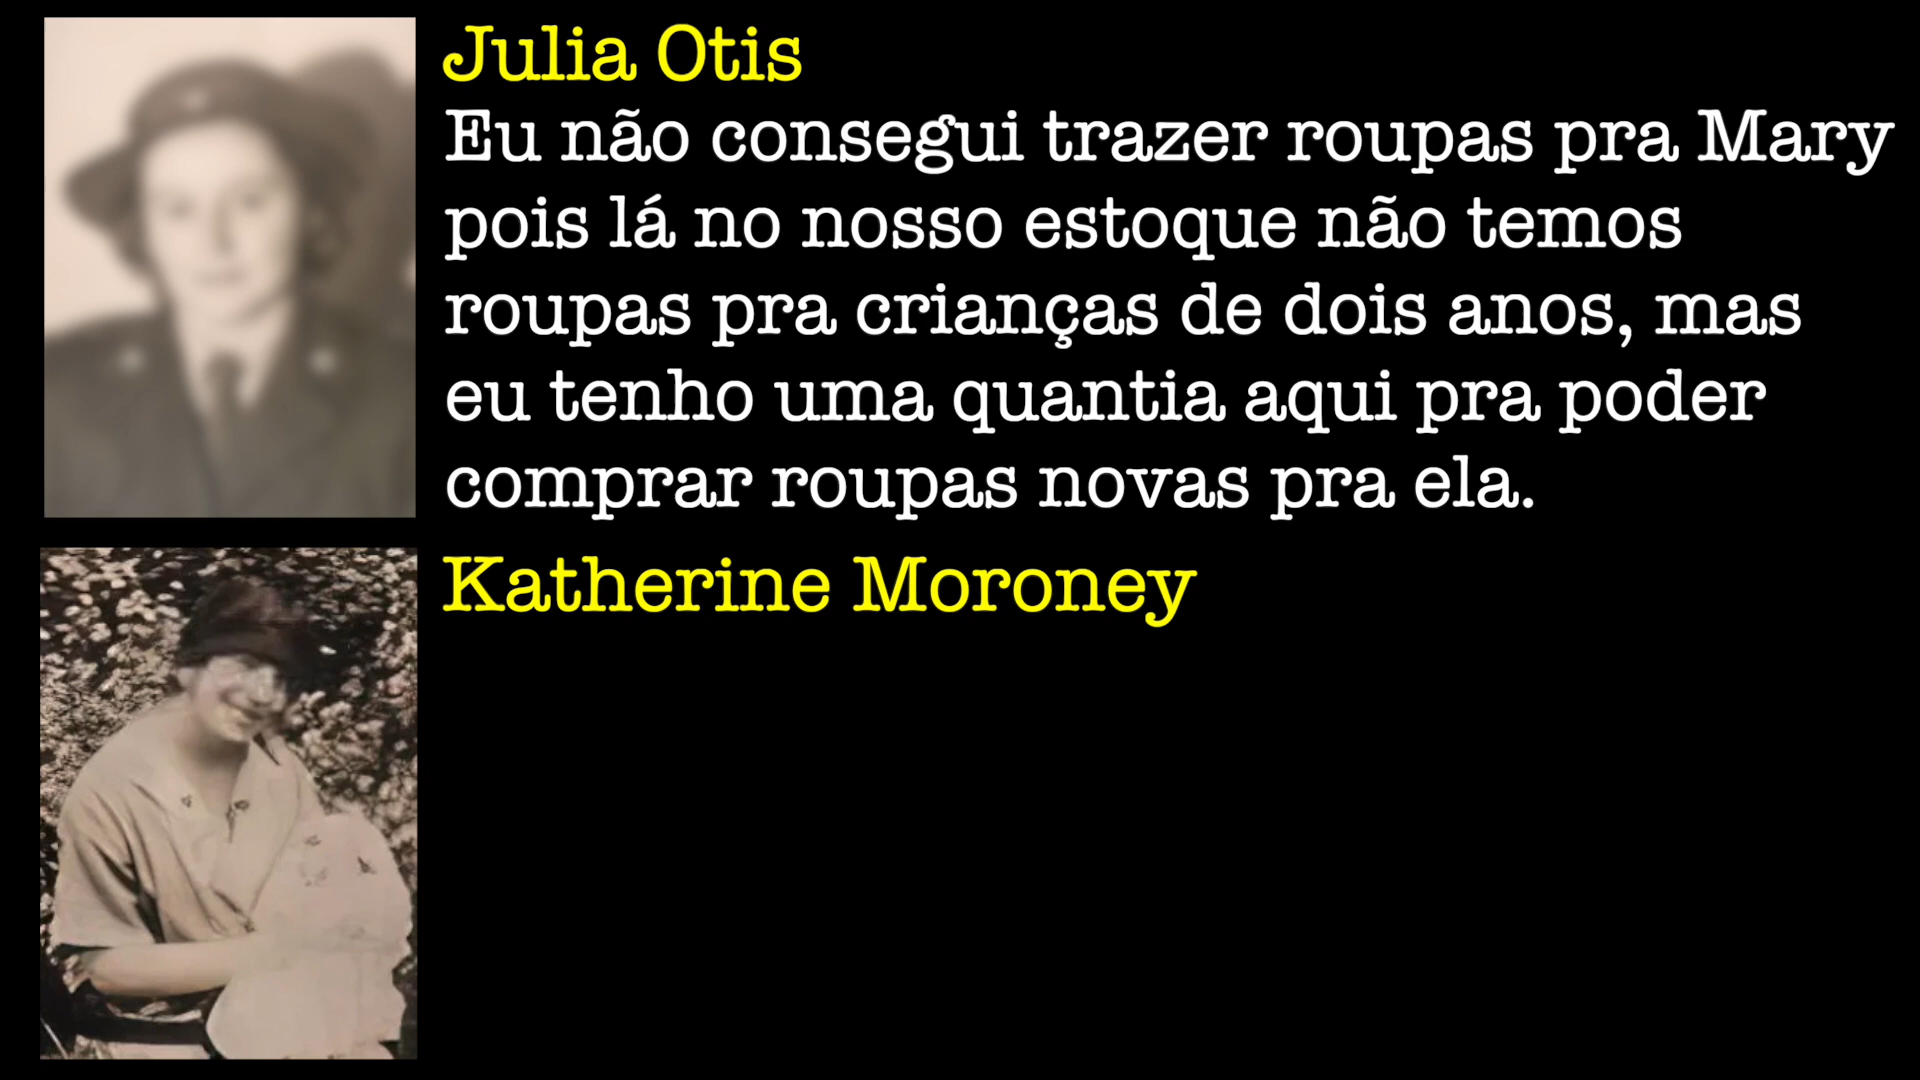 Julia Otis
Eu não consegui trazer roupas pra Mary
pois lá no nosso estoque não temos
roupas pra crianças de dois anos, mas
eu tenho uma quantia aqui pra poder
comprar roupas novas pra ela.
Katherine Moroney